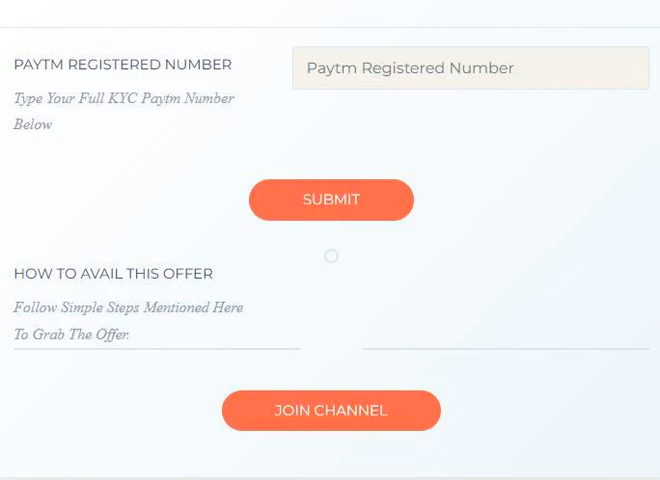 PAYTM REGISTERED NUMBER
Paytm Registered Number
Type Your Full KYC Paytm Number
Below
SUBMIT
HOW TO AVAIL THIS OFFER
Follow Simple Steps Mentioned Here
To Grab The Offer.
JOIN CHANNEL